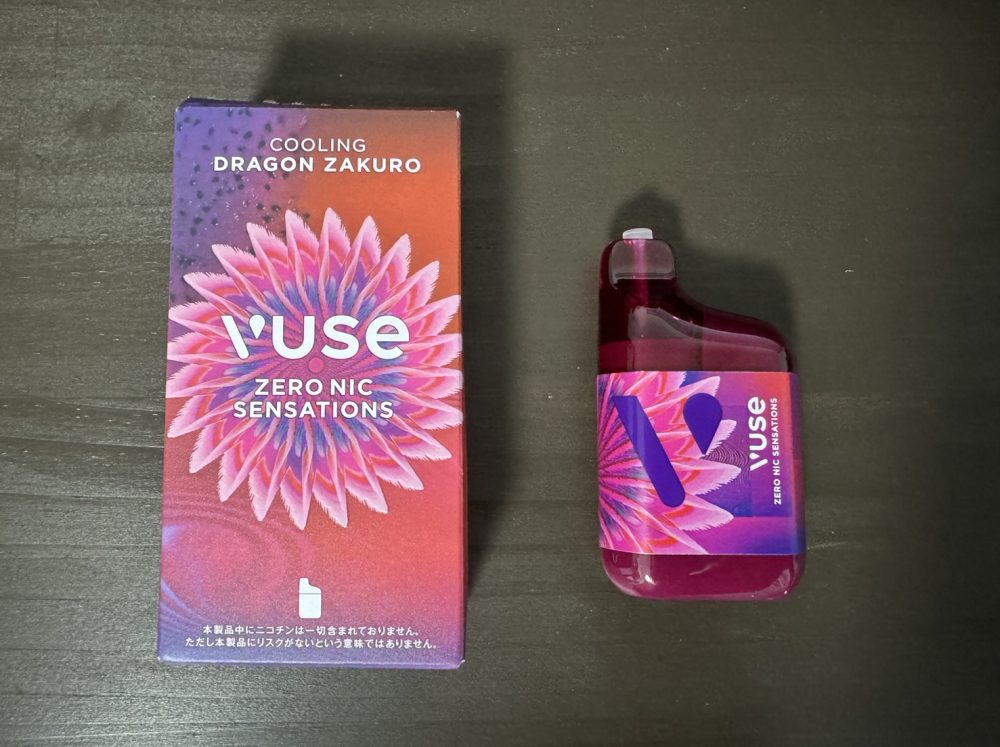 COOLING
DRAGON ZAKURO
vuse
ZERO NIC
SENSATIONS
本製品中にニコチンは一切含まれておりません。
ただし本製品にリスクがないという意味ではありません。
vuse
ZERO NIC SENSATIONS